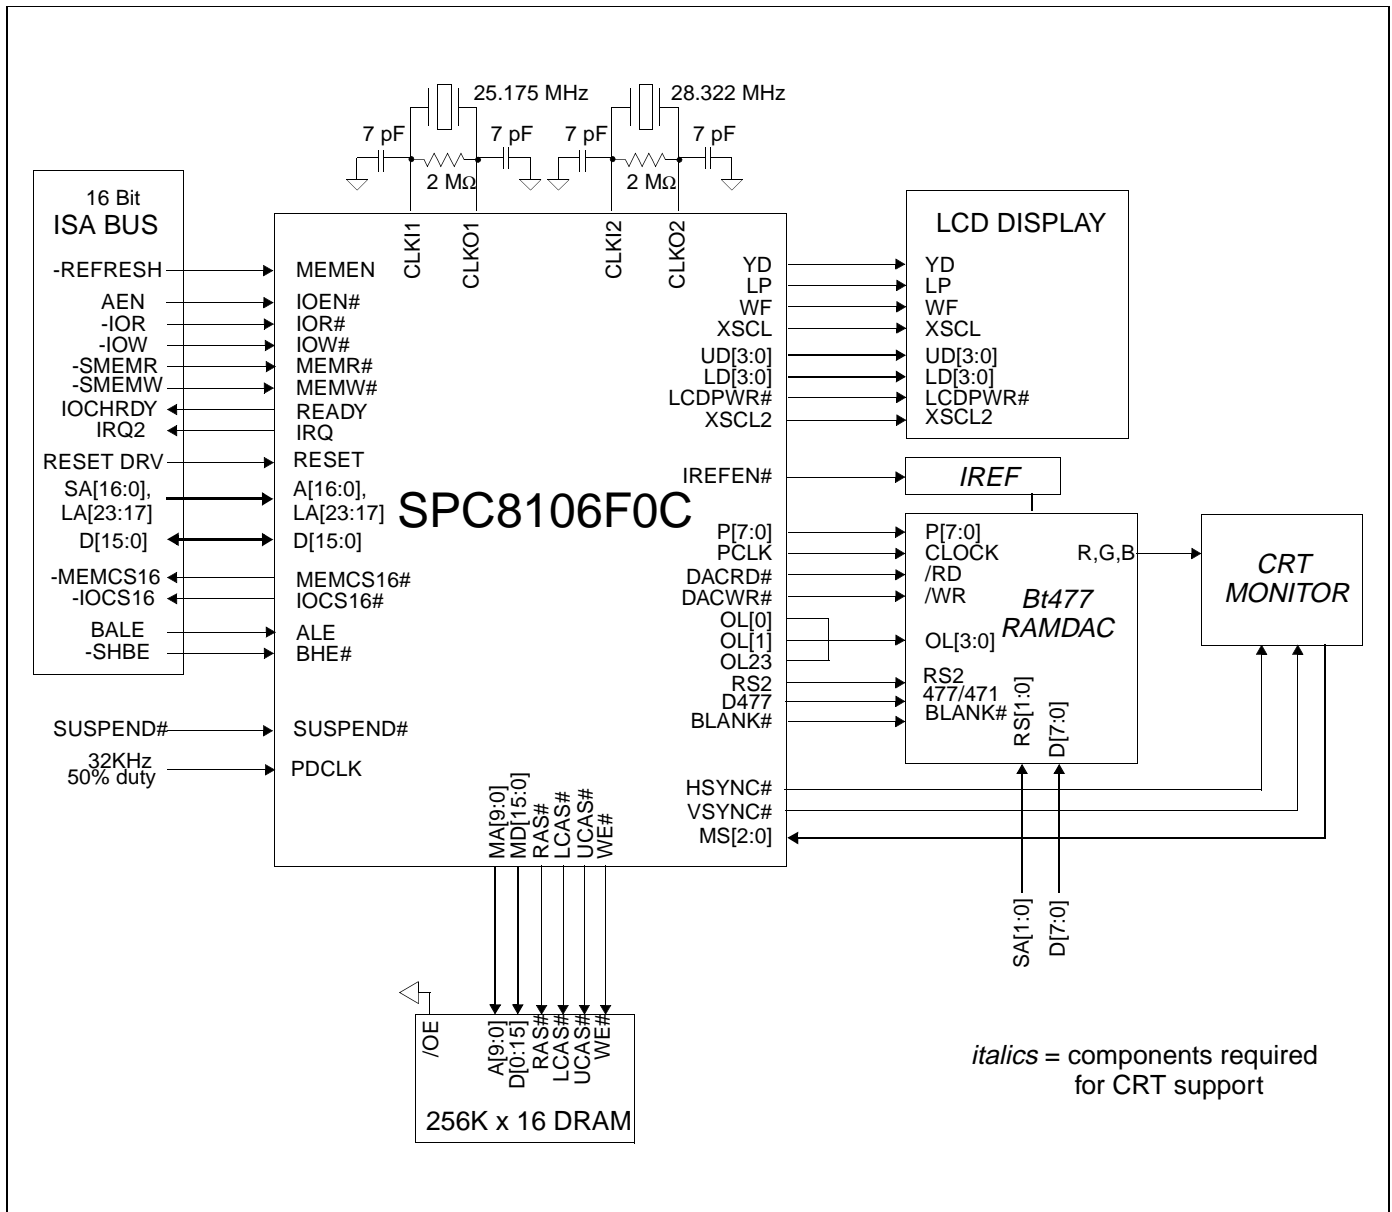 25.175 MHz
28.322 MHz
7 pF
7 pF
7 pF
7 pF
2 MΩ
2 MΩ
16 Bit
ISA BUS
-REFRESH
AEN
-IOR
-IOW
-SMEMR
-SMEMW
IOCHRDY
IRQ2
RESET DRV
SA[16:0],
LA[23:17]
D[15:0]
-MEMCS16
-IOCS16
BALE
-SHBE
SUSPEND#
32KHz
50% duty
CLKI1
CLKO1
CLKI2
CLKO2
MEMEN
IOEN#
IOR#
IOW#
MEMR#
MEMW#
READY
IRQ
RESET
A[16:0],
LA[23:17]
D[15:0]
MEMCS16#
IOCS16#
ALE
BHE#
SUSPEND#
PDCLK
SPC8106F0C
YD
LP
WF
XSCL
UD[3:0]
LD[3:0]
LCDPWR#
XSCL2
IREFEN#
P[7:0]
PCLK
DACRD#
DACWR#
OL[0]
OL[1]
OL23
RS2
D477
BLANK#
HSYNC#
VSYNC#
MS[2:0]
MA[9:0]
MD[15:0]
RAS#
LCAS#
UCAS#
WE#
LCD DISPLAY
YD
LP
WF
XSCL
UD[3:0]
LD[3:0]
LCDPWR#
XSCL2
IREF
P[7:0]
CLOCK
/RD
/WR
OL[3:0]
RS2
477/471
BLANK#
R,G,B
Bt477
RAMDAC
RS[1:0]
D[7:0]
SA[1:0]
D[7:0]
CRT
MONITOR
/OE
A[9:0]
D[0:15]
RAS#
LCAS#
UCAS#
WE#
256K x 16 DRAM
italics = components required
for CRT support